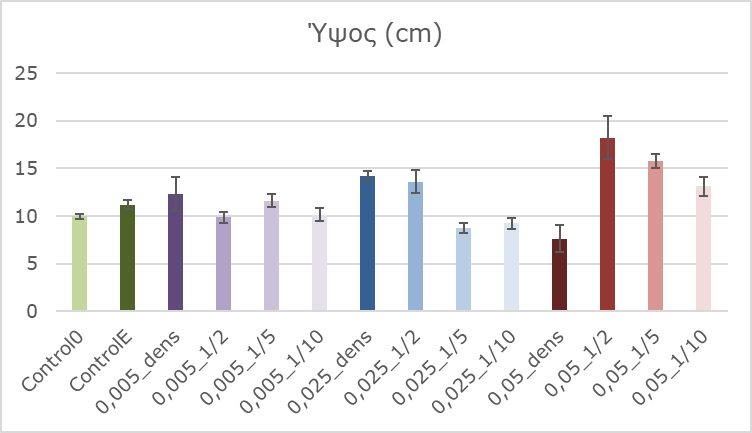 Ύψος (cm)
25
20
15
10
5
0
Control0
ControlE
0,005_dens
0,005_1/2
0,005_1/5
0,005_1/10
0,025_dens
0,025_1/2
0,025_1/5
0,025_1/10
0,05_dens
0,05_1/2
0,05_1/5
0,05_1/10